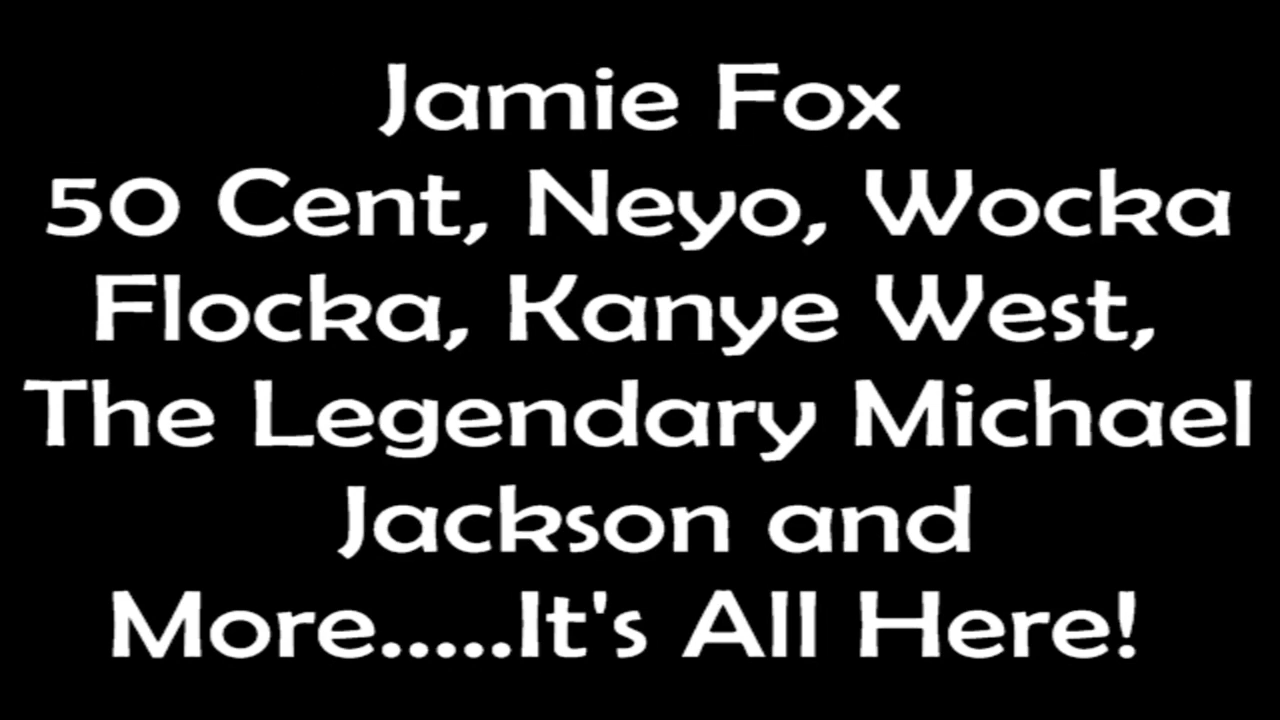 Jamie Fox
50 Cent, Neyo, Wocka
Flocka, Kanye West,
The Legendary Michael
Jackson and
More.....It's All Here!